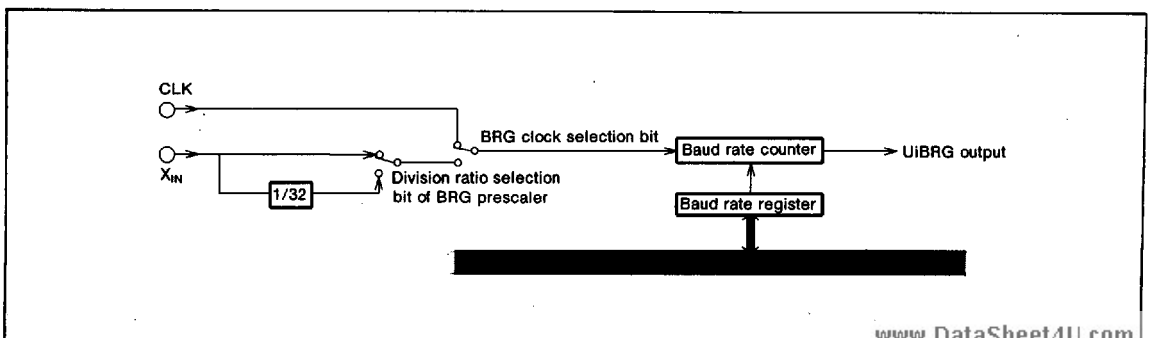 CLK
X_IN
1/32
Division ratio selection
bit of BRG prescaler
BRG clock selection bit
Baud rate counter
UiBRG output
Baud rate register
www.DataSheet4U.com